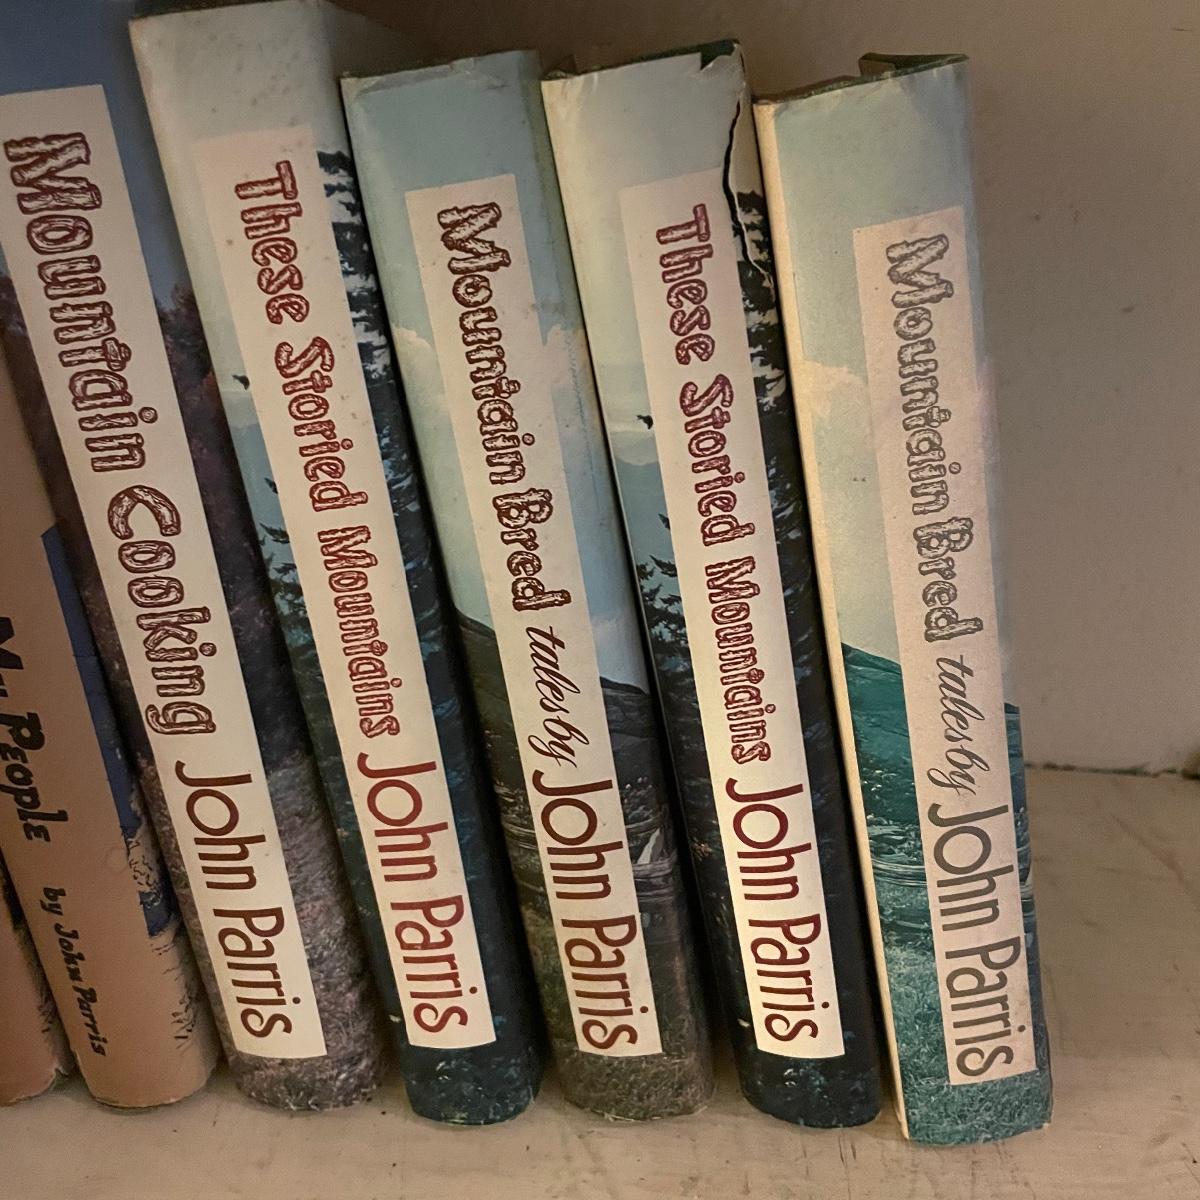 My People by John Parris
Mountain Cooking John Parris
These Storied Mountains John Parris
Mountain Bred tales by John Parris
These Storied Mountains John Parris
Mountain Bred tales by John Parris